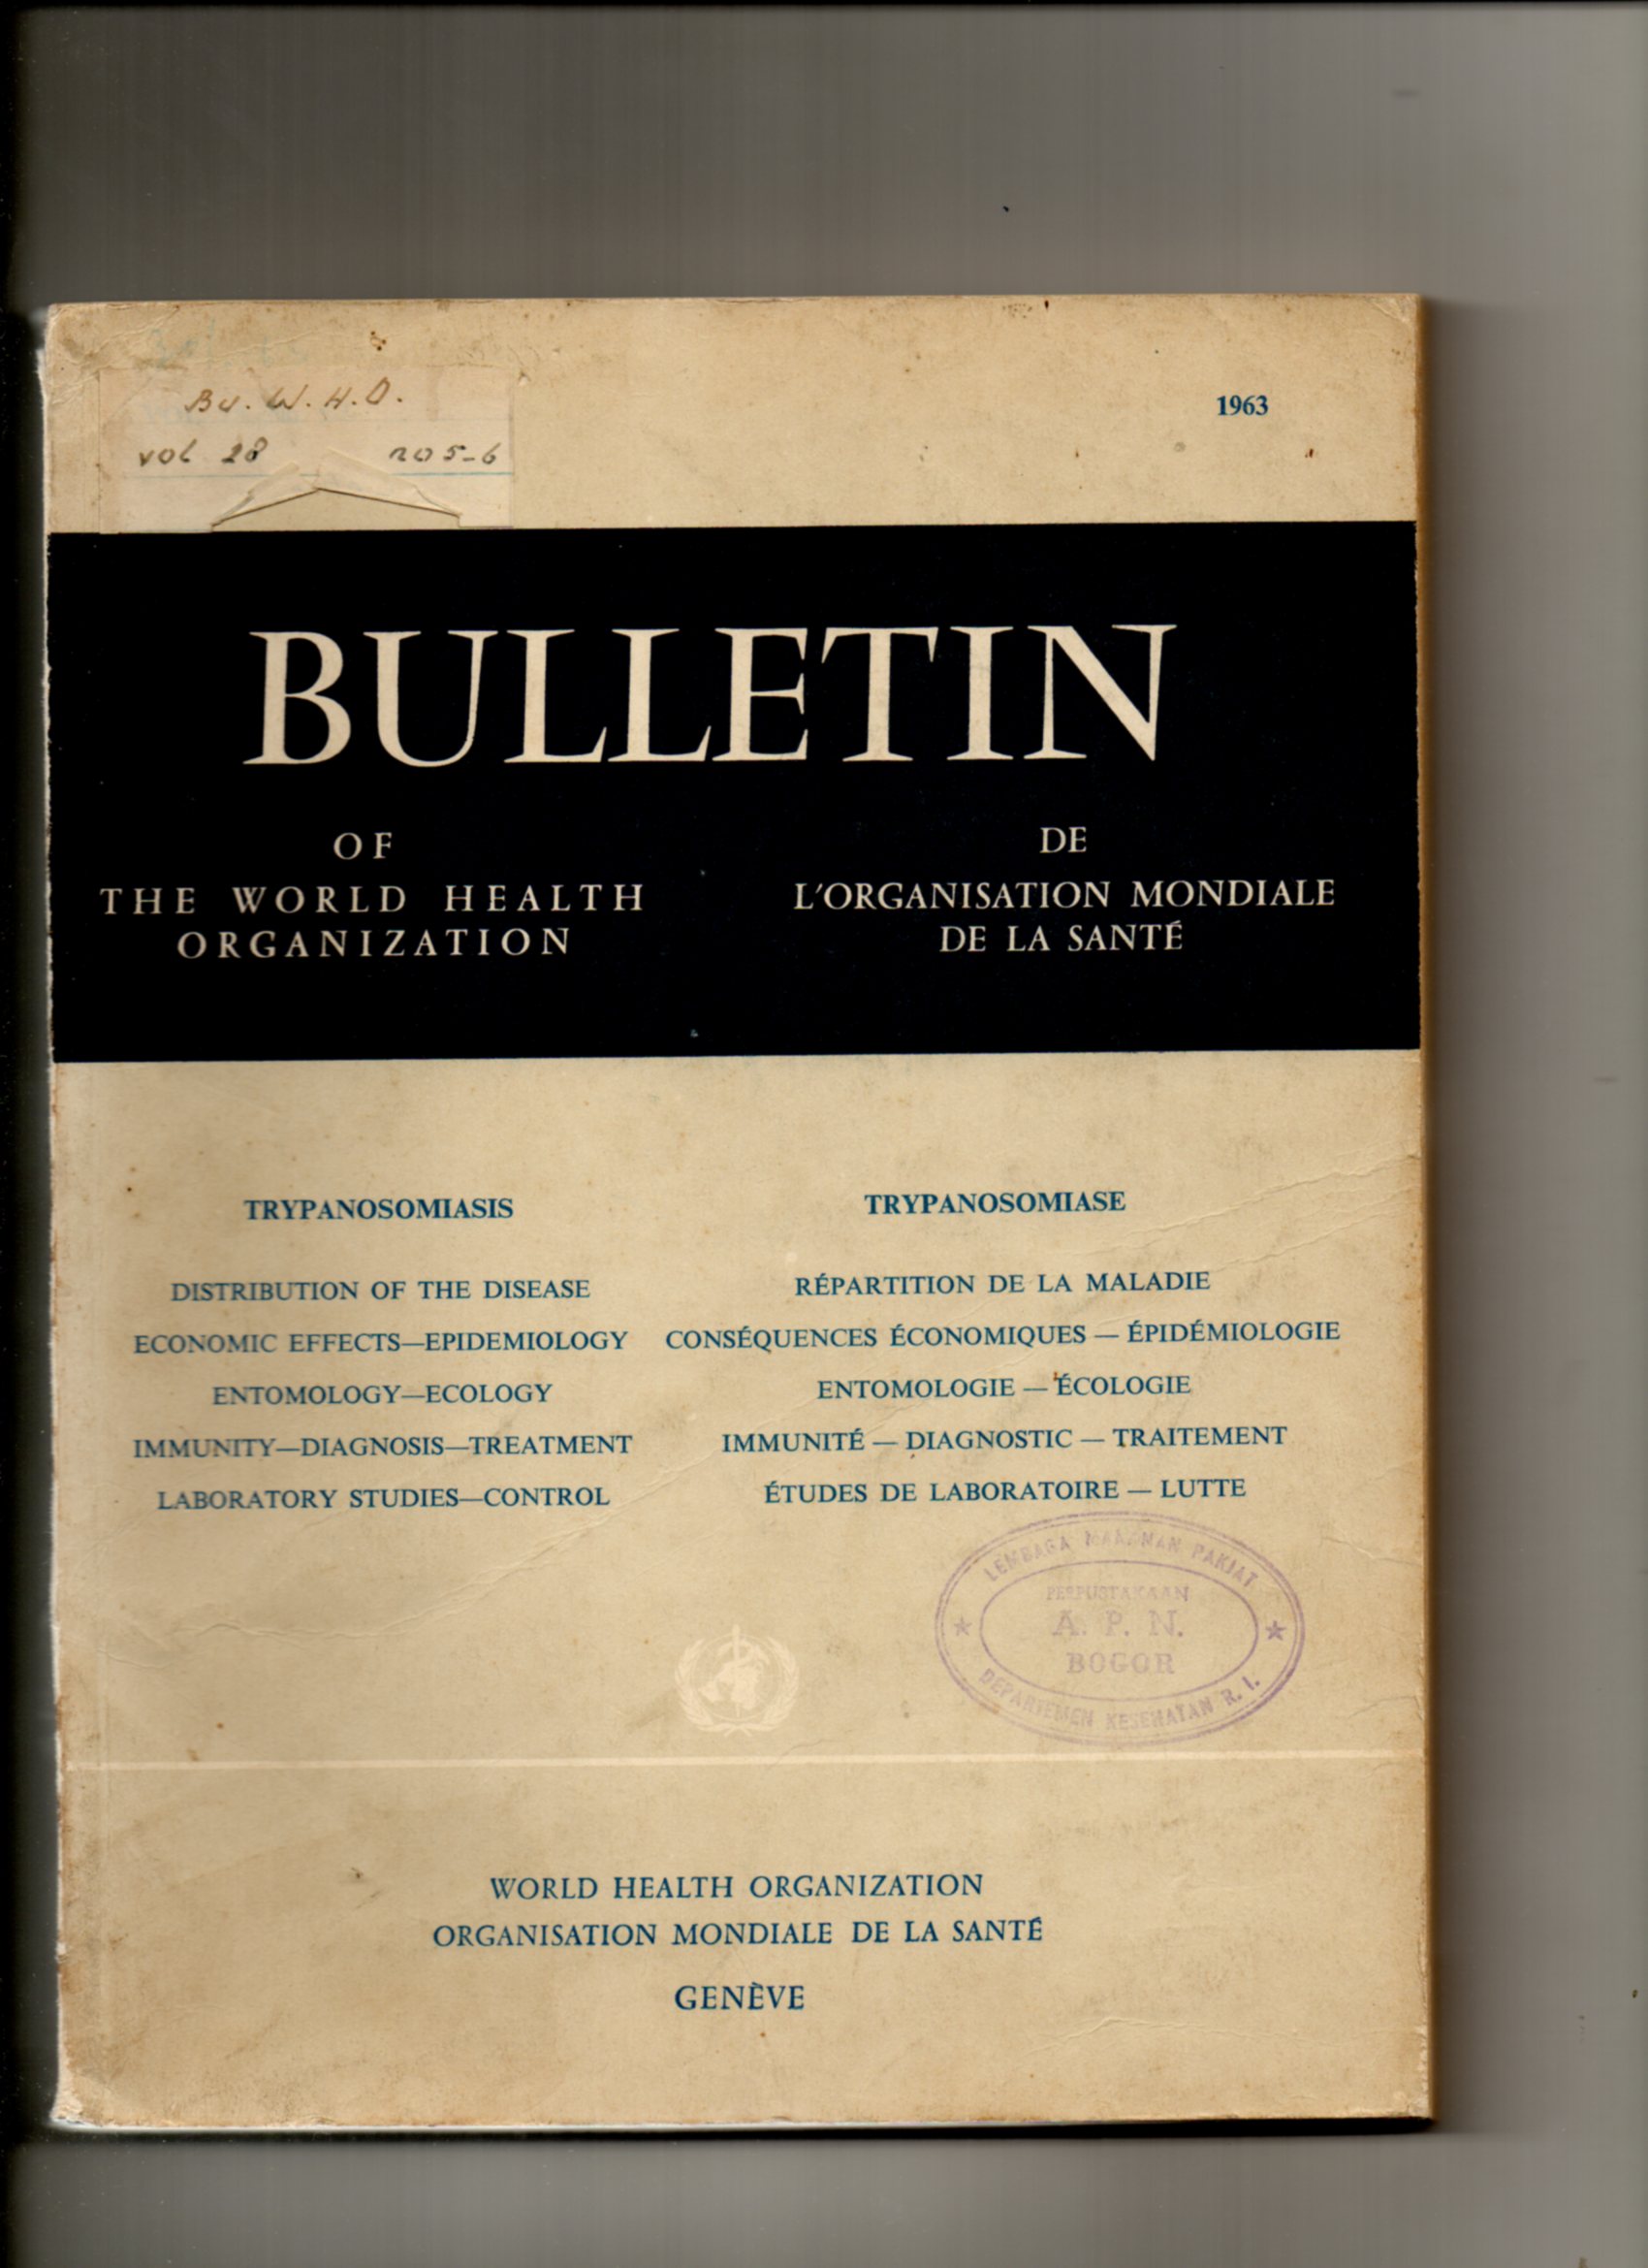 Bu. W.H.O.
vol 28 no 5-6
1963
BULLETIN
OF
THE WORLD HEALTH
ORGANIZATION
DE
L'ORGANISATION MONDIALE
DE LA SANTÉ
TRYPANOSOMIASIS
DISTRIBUTION OF THE DISEASE
ECONOMIC EFFECTS—EPIDEMIOLOGY
ENTOMOLOGY—ECOLOGY
IMMUNITY—DIAGNOSIS—TREATMENT
LABORATORY STUDIES—CONTROL
TRYPANOSOMIASE
RÉPARTITION DE LA MALADIE
CONSÉQUENCES ÉCONOMIQUES — ÉPIDÉMIOLOGIE
ENTOMOLOGIE — ÉCOLOGIE
IMMUNITÉ — DIAGNOSTIC — TRAITEMENT
ÉTUDES DE LABORATOIRE — LUTTE
LEMBAGA MAKANAN RAKJAT
PERPUSTAKAAN
A. P. N.
BOGOR
DEPARTEMEN KESEHATAN R. I.
WORLD HEALTH ORGANIZATION
ORGANISATION MONDIALE DE LA SANTÉ
GENÈVE